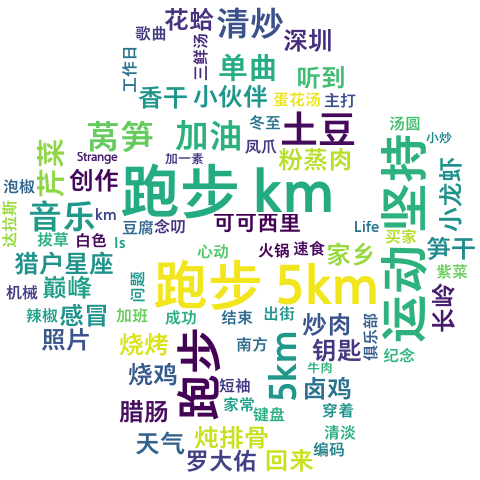 花蛤
清炒
歌曲
三鲜汤
深圳
工作日
单曲
听到
香干
小伙伴
蛋花汤
主打
莴笋
加油
冬至
土豆
汤圆
小炒
芹菜
Strange
加一素
凤爪
粉蒸肉
坚持
小龙虾
泡椒
创作
跑步 km
达拉斯
音乐
km
豆腐
念叨
可可西里
Life
买家
笋干
拔草
白色
Is
心动
火锅
速食
家乡
运动
紫菜
猎户星座
机械
巅峰
问题
跑步 5km
长岭
辣椒
感冒
加班
成功
结束
出街
炒肉
俱乐部
纪念
照片
烧烤
跑步
南方
5km
钥匙
烧鸡
短袖
牛肉
卤鸡
腊肠
家常
键盘
穿着
天气
炖排骨
清淡
罗大佑
回来
编码